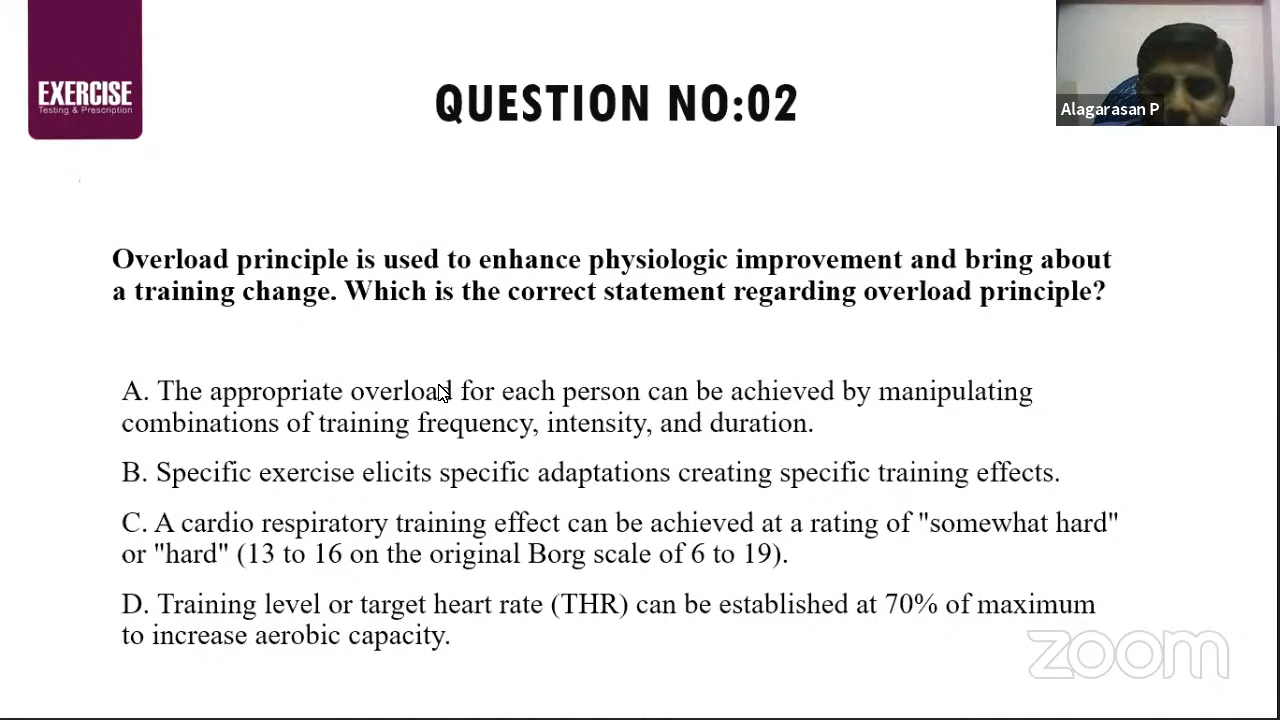 EXERCISE
Testing & Prescription
QUESTION NO:02
Alagarasan P
Overload principle is used to enhance physiologic improvement and bring about
a training change. Which is the correct statement regarding overload principle?
A. The appropriate overload for each person can be achieved by manipulating
combinations of training frequency, intensity, and duration.
B. Specific exercise elicits specific adaptations creating specific training effects.
C. A cardio respiratory training effect can be achieved at a rating of "somewhat hard"
or "hard" (13 to 16 on the original Borg scale of 6 to 19).
D. Training level or target heart rate (THR) can be established at 70% of maximum
to increase aerobic capacity.
zoom